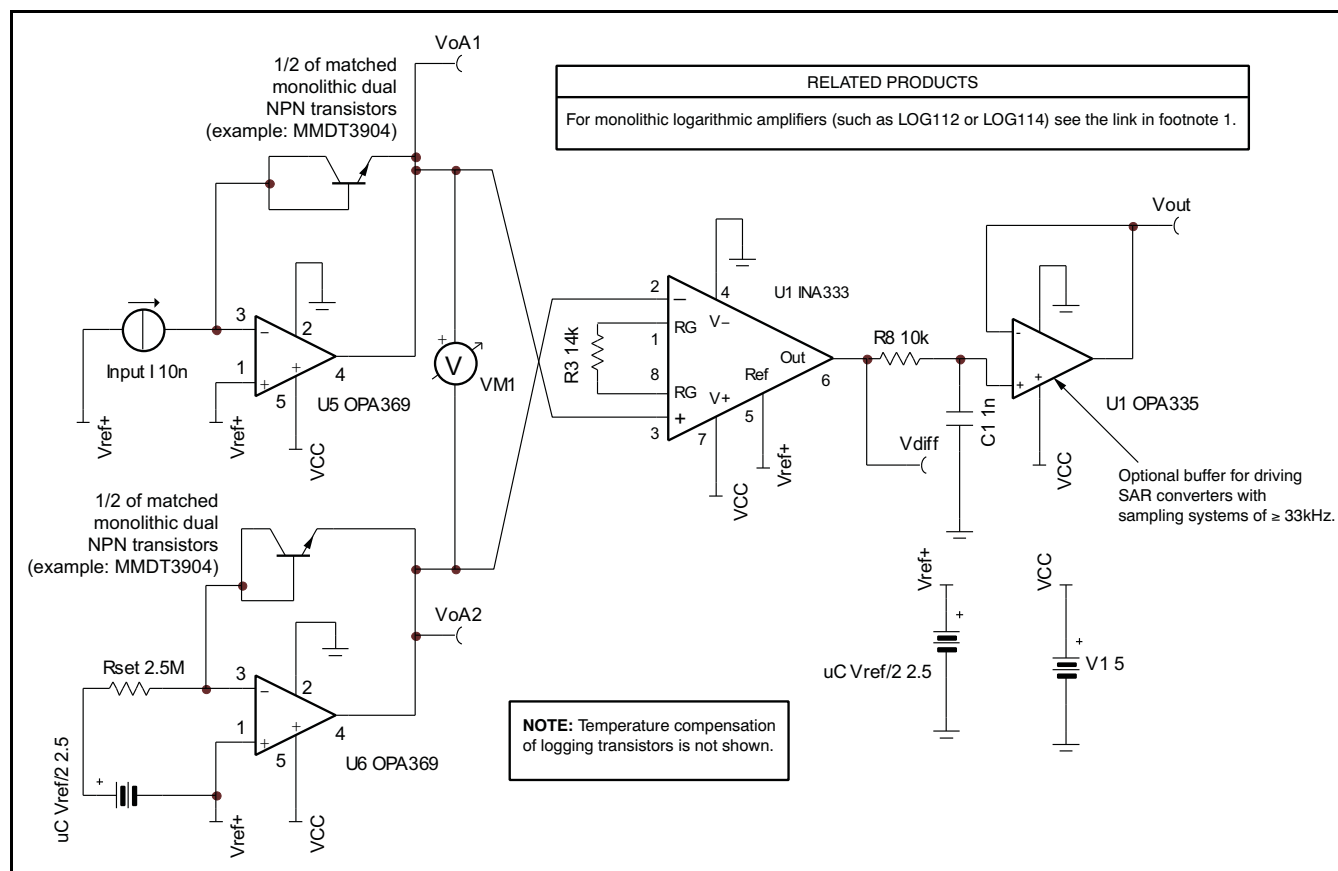 VoA1
1/2 of matched
monolithic dual
NPN transistors
(example: MMDT3904)
RELATED PRODUCTS
For monolithic logarithmic amplifiers (such as LOG112 or LOG114) see the link in footnote 1.
Vout
2
4
U1 INA333
3
2
−
V−
RG
1
R8 10k
-
Input I 10n
−
1
+
+
4
+
V
VM1
R3 14k
8
RG
Out
6
Ref
V+
+
3
7
5
+
+
U1 OPA335
5
U5 OPA369
C1 1n
Vdiff
Vref+
Vref+
VCC
VCC
Vref+
VCC
Optional buffer for driving
SAR converters with
sampling systems of ≥ 33kHz.
1/2 of matched
monolithic dual
NPN transistors
(example: MMDT3904)
VoA2
Vref+
VCC
+
+
uC Vref/2 2.5
V1 5
Rset 2.5M
3
2
−
1
+
+
4
5
U6 OPA369
uC Vref/2 2.5
+
Vref+
VCC
NOTE: Temperature compensation
of logging transistors is not shown.